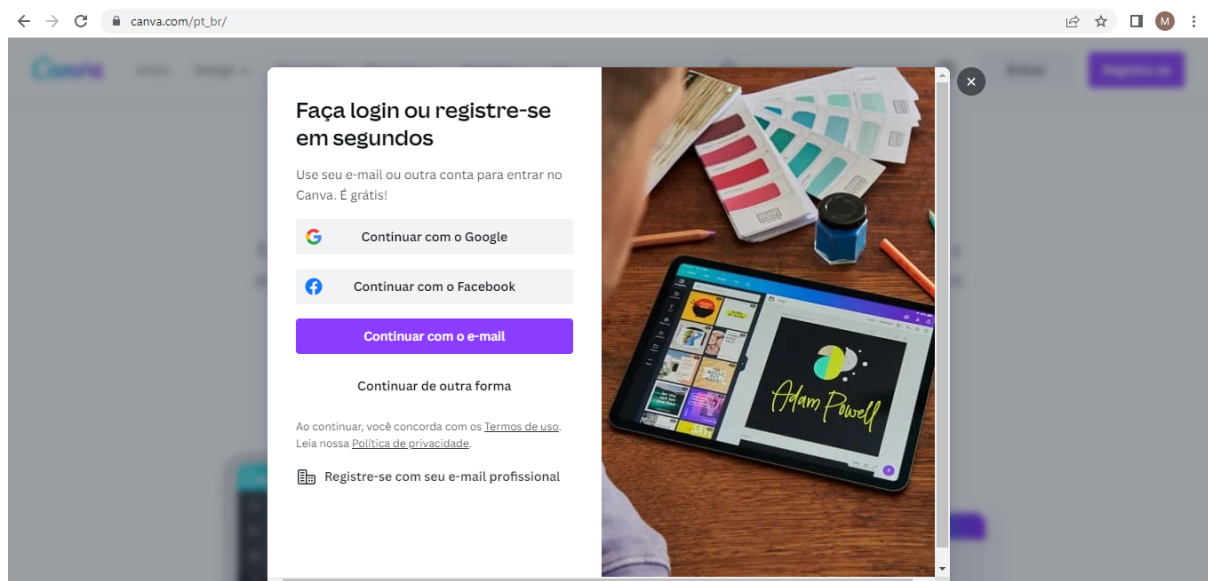 canva.com/pt_br/
M
Canva
Faça login ou registre-se
em segundos
Use seu e-mail ou outra conta para entrar no
Canva. É grátis!
Continuar com o Google
Continuar com o Facebook
Continuar com o e-mail
Continuar de outra forma
Ao continuar, você concorda com os Termos de uso.
Leia nossa Política de privacidade.
Registre-se com seu e-mail profissional
Adam Powell